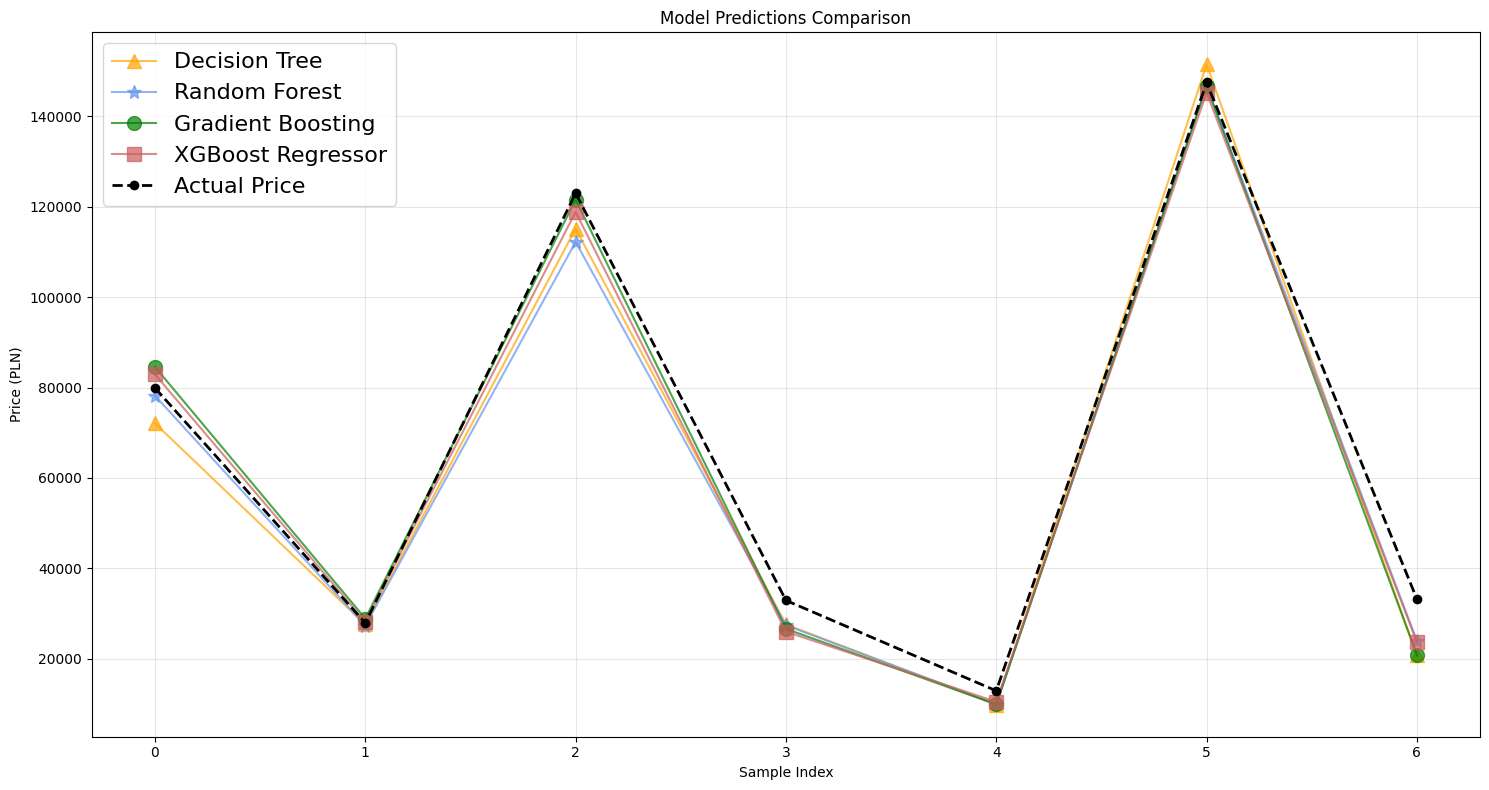 Model Predictions Comparison
Decision Tree
Random Forest
Gradient Boosting
XGBoost Regressor
Actual Price
Price (PLN)
140000
120000
100000
80000
60000
40000
20000
0 1 2 3 4 5 6
Sample Index